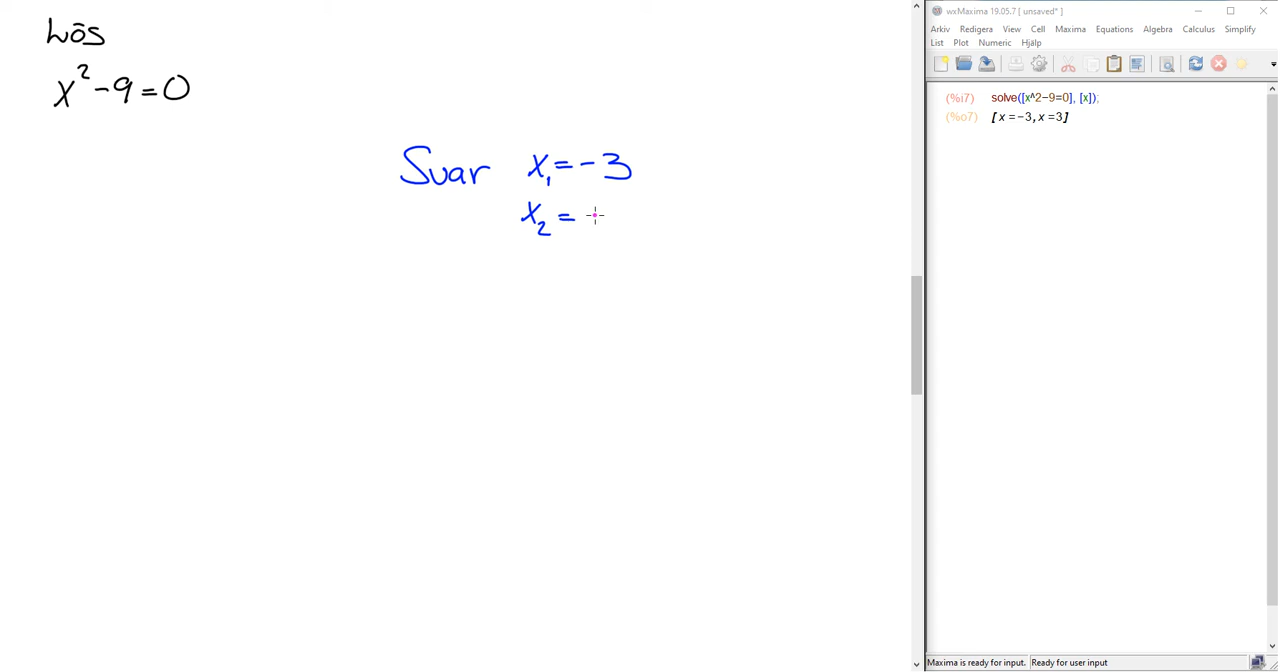 Lös
x²-9=0
Svar x₁=-3
x₂=
wxMaxima 19.05.7 [ unsaved* ]
Arkiv Redigera View Cell Maxima Equations Algebra Calculus Simplify
List Plot Numeric Hjälp
(%i7) solve([x^2−9=0], [x]);
(%o7) [x=−3,x=3]
Maxima is ready for input. Ready for user input